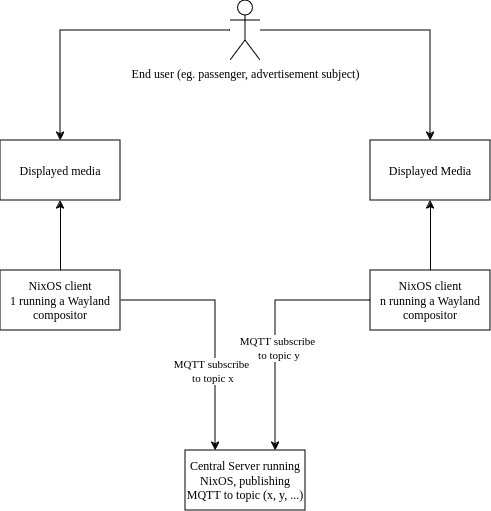 End user (eg. passenger, advertisement subject)
Displayed media
Displayed Media
NixOS client
1 running a Wayland
compositor
NixOS client
n running a Wayland
compositor
MQTT subscribe
to topic y
MQTT subscribe
to topic x
Central Server running
NixOS, publishing
MQTT to topic (x, y, ...)